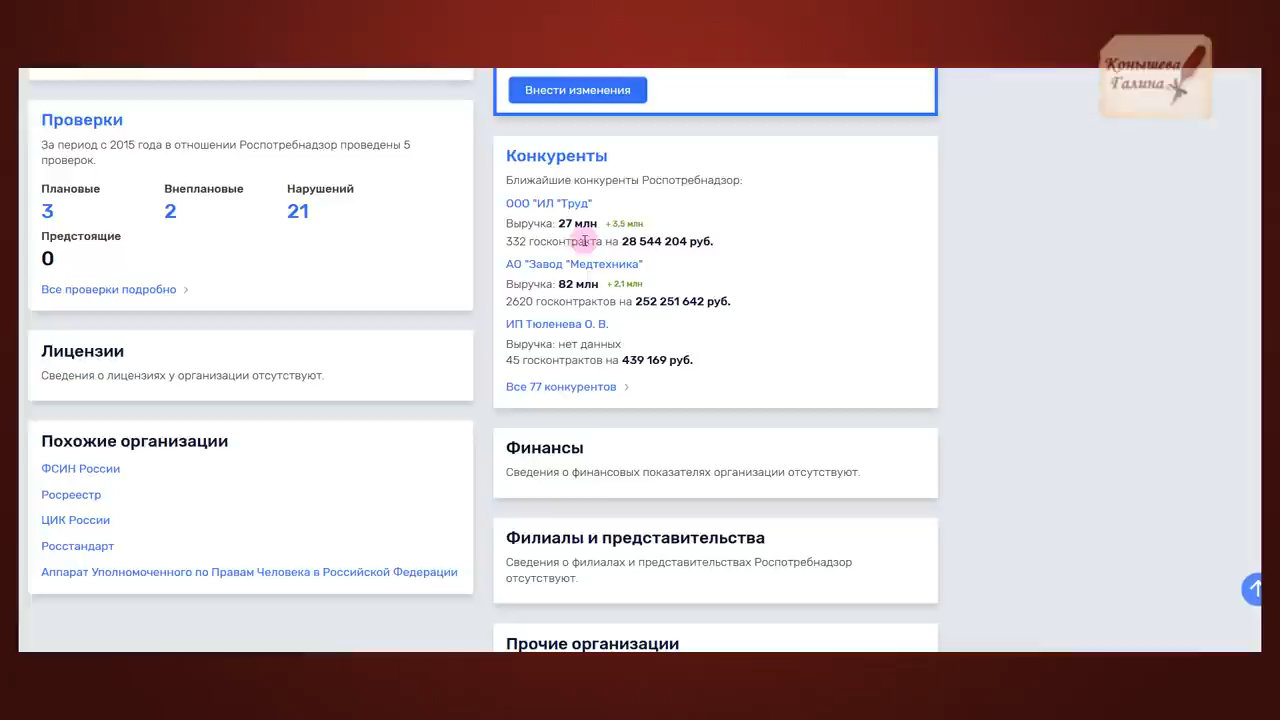 Конышева
Галина
Проверки
За период с 2015 года в отношении Роспотребнадзор проведены 5
проверок.
Плановые Внеплановые Нарушений
3 2 21
Предстоящие
0
Все проверки подробно
Лицензии
Сведения о лицензиях у организации отсутствуют.
Похожие организации
ФСИН России
Росреестр
ЦИК России
Росстандарт
Аппарат Уполномоченного по Правам Человека в Российской Федерации
Внести изменения
Конкуренты
Ближайшие конкуренты Роспотребнадзор:
ООО "ИЛ "Труд"
Выручка: 27 млн + 3,5 млн
332 госконтракта на 28 544 204 руб.
АО "Завод "Медтехника"
Выручка: 82 млн + 2,1 млн
2620 госконтрактов на 252 251 642 руб.
ИП Тюленева О. В.
Выручка: нет данных
45 госконтрактов на 439 169 руб.
Все 77 конкурентов
Финансы
Сведения о финансовых показателях организации отсутствуют.
Филиалы и представительства
Сведения о филиалах и представительствах Роспотребнадзор
отсутствуют.
Прочие организации